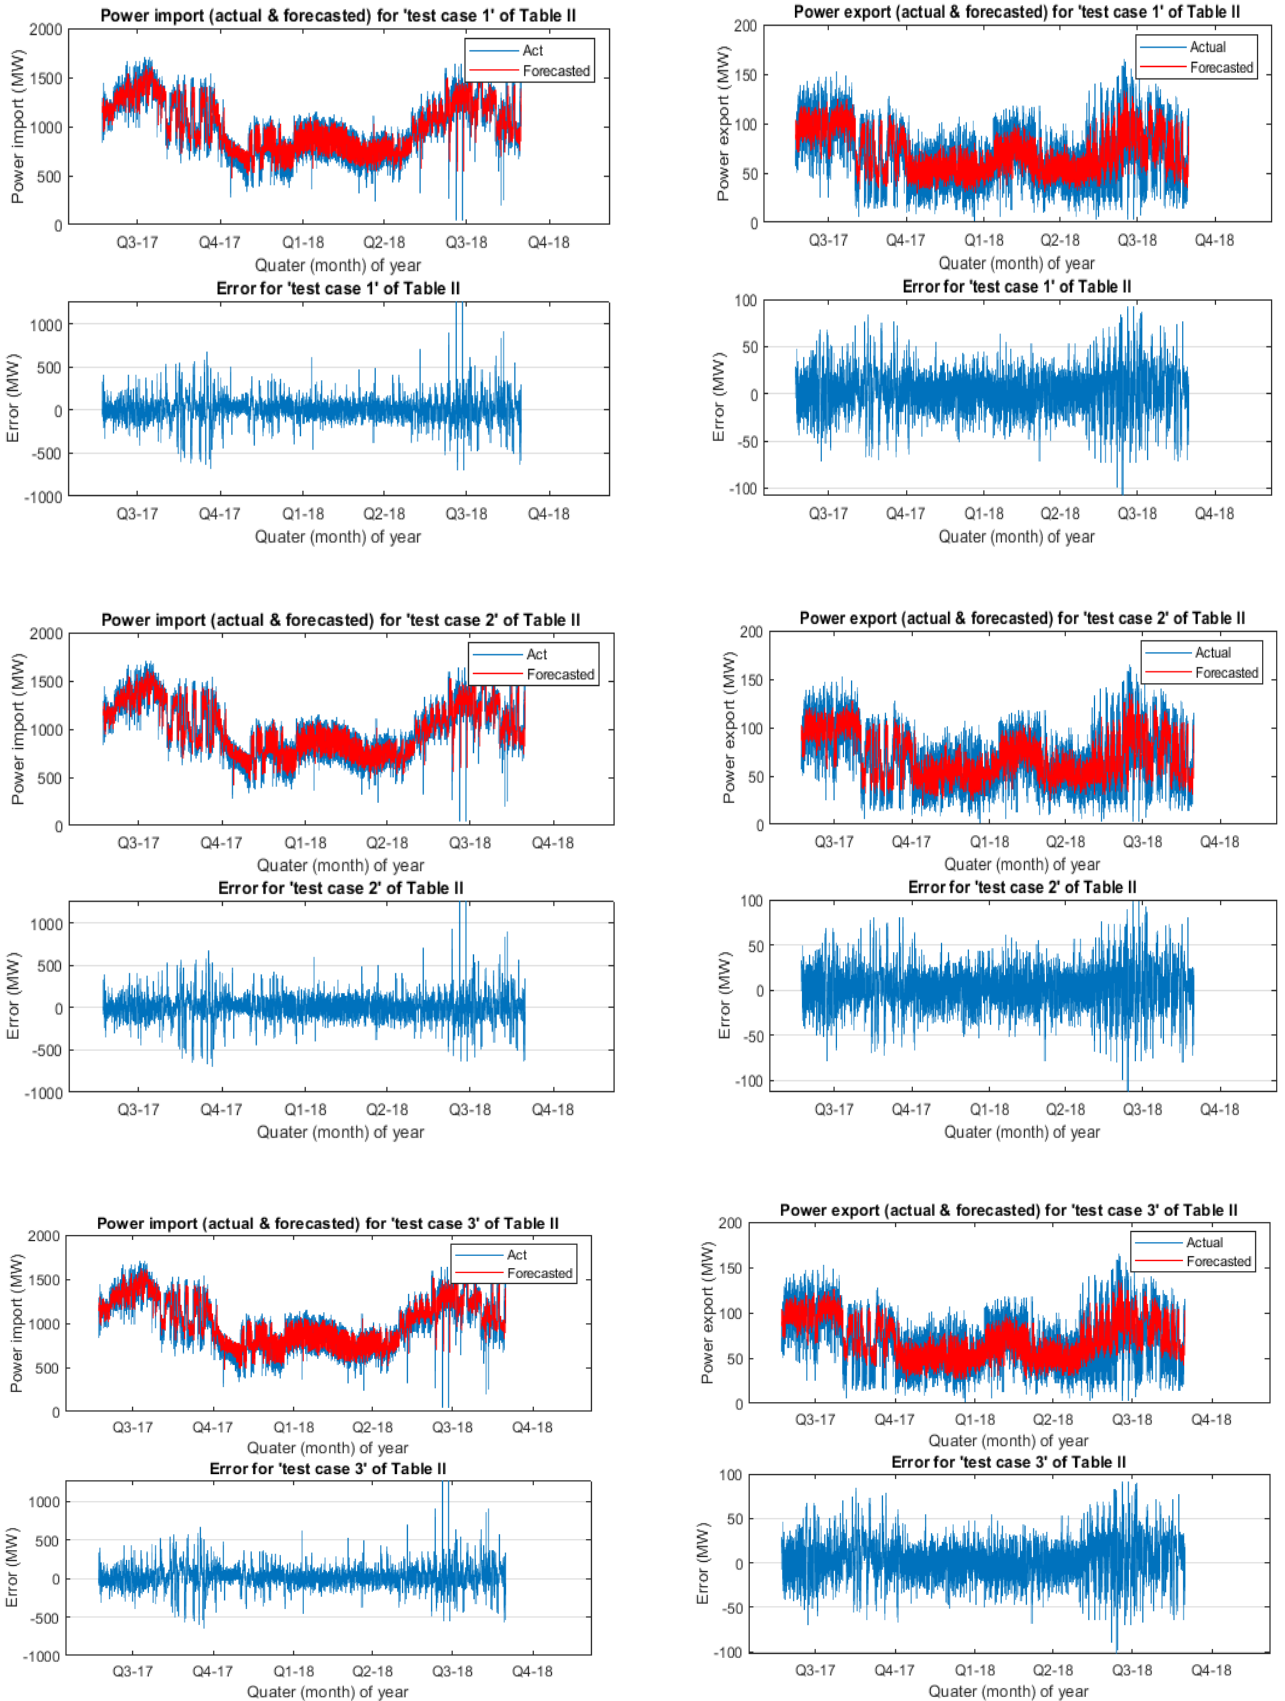 Power import (actual & forecasted) for 'test case 1' of Table II
Power import (MW)
2000
1500
1000
500
0
Act
Forecasted
Q3-17 Q4-17 Q1-18 Q2-18 Q3-18 Q4-18
Quater (month) of year
Error for 'test case 1' of Table II
Error (MW)
1000
500
0
-500
-1000
Q3-17 Q4-17 Q1-18 Q2-18 Q3-18 Q4-18
Quater (month) of year
Power export (actual & forecasted) for 'test case 1' of Table II
Power export (MW)
200
150
100
50
0
Actual
Forecasted
Q3-17 Q4-17 Q1-18 Q2-18 Q3-18 Q4-18
Quater (month) of year
Error for 'test case 1' of Table II
Error (MW)
100
50
0
-50
-100
Q3-17 Q4-17 Q1-18 Q2-18 Q3-18 Q4-18
Quater (month) of year
Power import (actual & forecasted) for 'test case 2' of Table II
Power import (MW)
2000
1500
1000
500
0
Act
Forecasted
Q3-17 Q4-17 Q1-18 Q2-18 Q3-18 Q4-18
Quater (month) of year
Error for 'test case 2' of Table II
Error (MW)
1000
500
0
-500
-1000
Q3-17 Q4-17 Q1-18 Q2-18 Q3-18 Q4-18
Quater (month) of year
Power export (actual & forecasted) for 'test case 2' of Table II
Power export (MW)
200
150
100
50
0
Actual
Forecasted
Q3-17 Q4-17 Q1-18 Q2-18 Q3-18 Q4-18
Quater (month) of year
Error for 'test case 2' of Table II
Error (MW)
100
50
0
-50
-100
Q3-17 Q4-17 Q1-18 Q2-18 Q3-18 Q4-18
Quater (month) of year
Power import (actual & forecasted) for 'test case 3' of Table II
Power import (MW)
2000
1500
1000
500
0
Act
Forecasted
Q3-17 Q4-17 Q1-18 Q2-18 Q3-18 Q4-18
Quater (month) of year
Error for 'test case 3' of Table II
Error (MW)
1000
500
0
-500
-1000
Q3-17 Q4-17 Q1-18 Q2-18 Q3-18 Q4-18
Quater (month) of year
Power export (actual & forecasted) for 'test case 3' of Table II
Power export (MW)
200
150
100
50
0
Actual
Forecasted
Q3-17 Q4-17 Q1-18 Q2-18 Q3-18 Q4-18
Quater (month) of year
Error for 'test case 3' of Table II
Error (MW)
100
50
0
-50
-100
Q3-17 Q4-17 Q1-18 Q2-18 Q3-18 Q4-18
Quater (month) of year